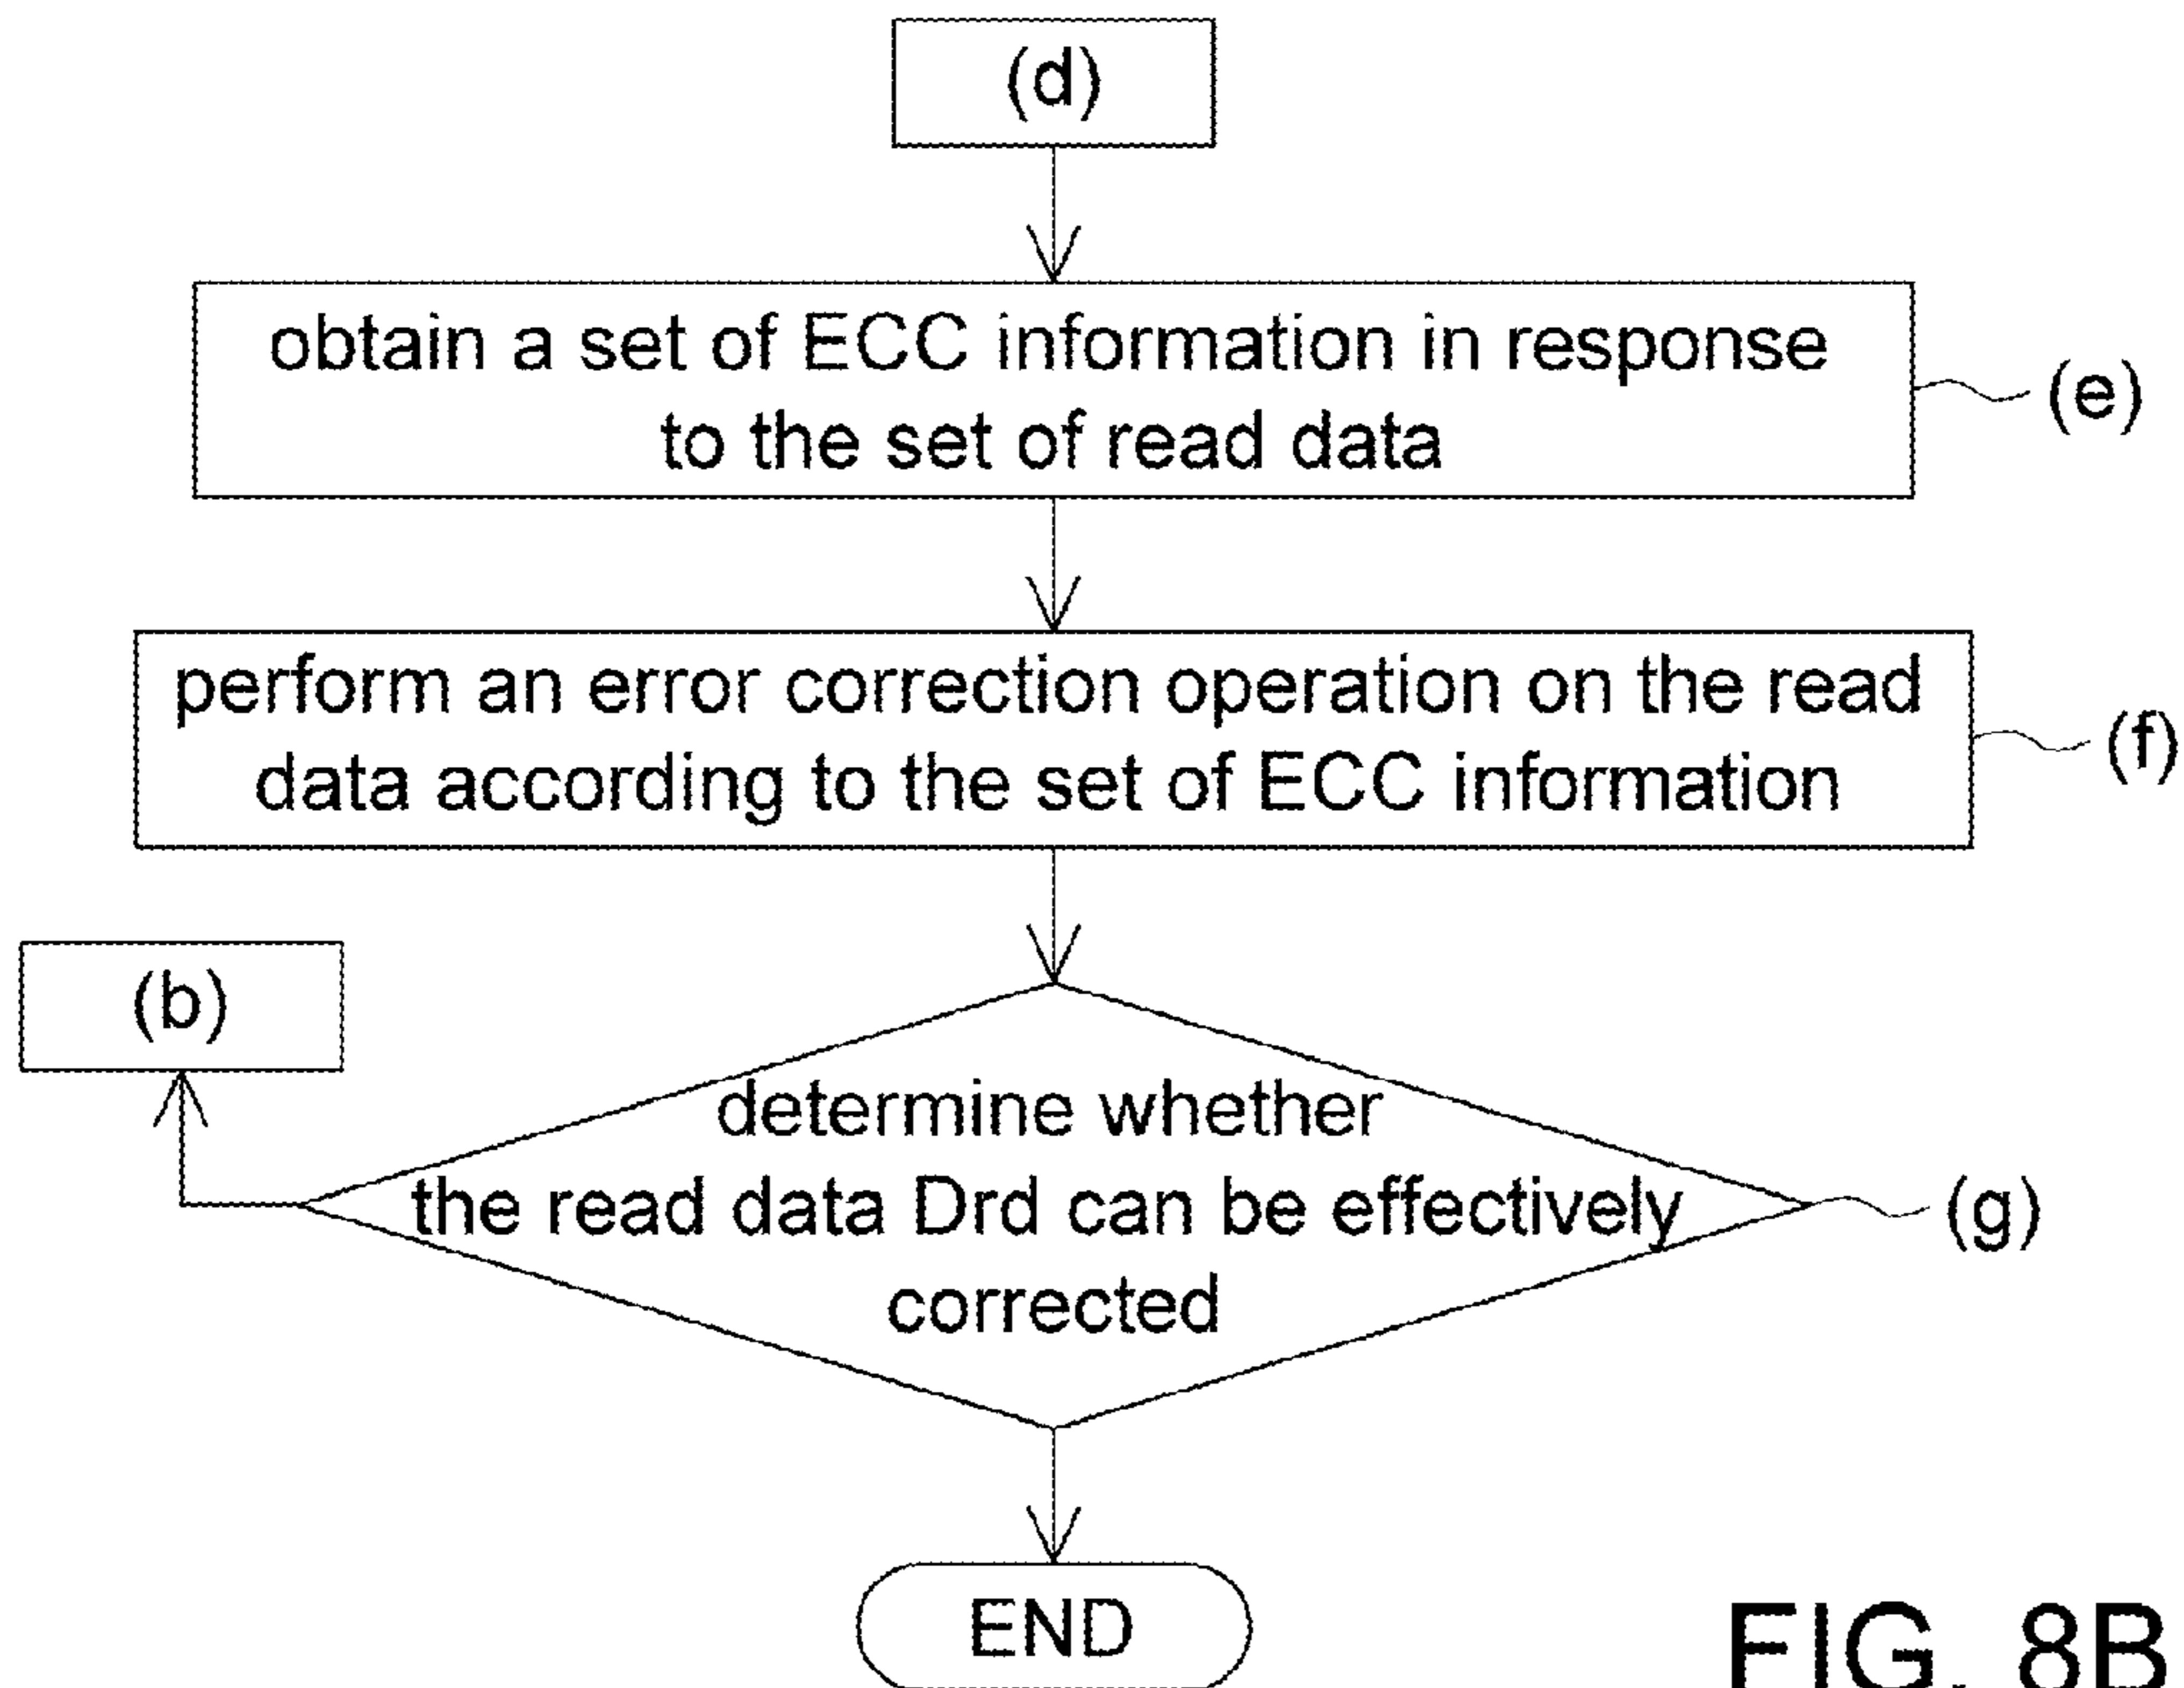 (d)
obtain a set of ECC information in response
to the set of read data
(e)
perform an error correction operation on the read
data according to the set of ECC information
(f)
(b)
determine whether
the read data Drd can be effectively
corrected
(g)
END
FIG. 8B